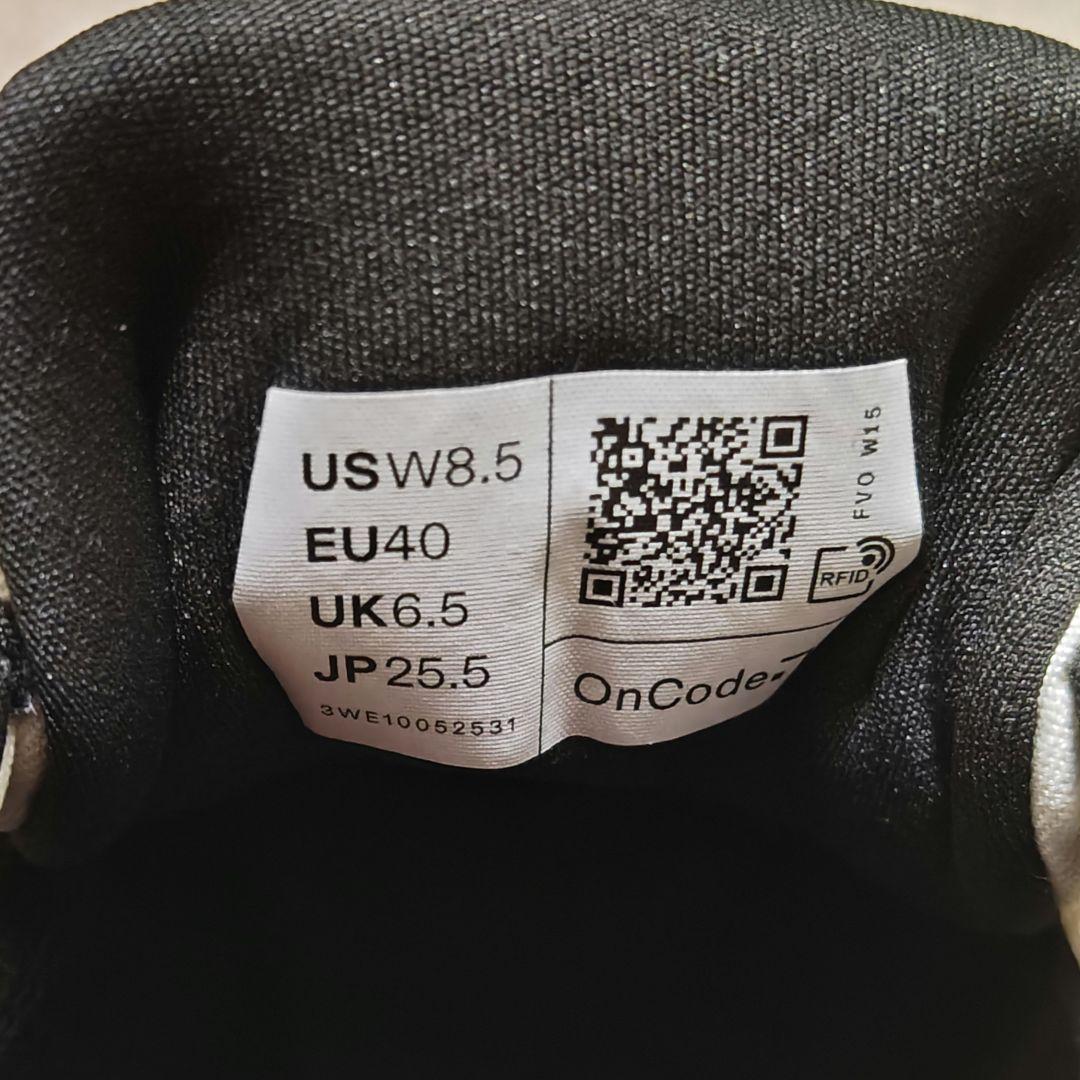 USW8.5
EU40
UK6.5
JP25.5
3WE10052531
FVO W15
RFID
OnCode